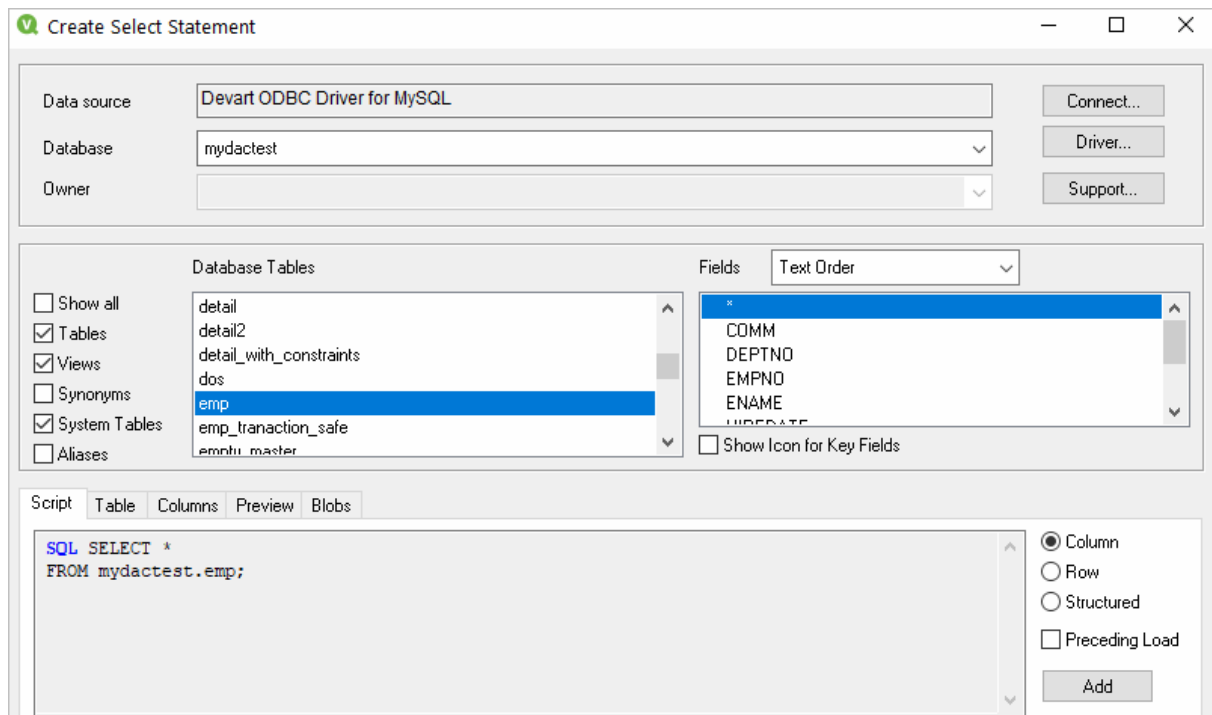 Create Select Statement
Data source
Devart ODBC Driver for MySQL
Connect...
Database
mydactest
Driver...
Owner
Support...
Database Tables
Fields
Text Order
Show all
Tables
Views
Synonyms
System Tables
Aliases
detail
detail2
detail_with_constraints
dos
emp
emp_tranaction_safe
empty_master
*
COMM
DEPTNO
EMPNO
ENAME
HIREDATE
Show Icon for Key Fields
Script
Table
Columns
Preview
Blobs
SQL SELECT *
FROM mydactest.emp;
Column
Row
Structured
Preceding Load
Add